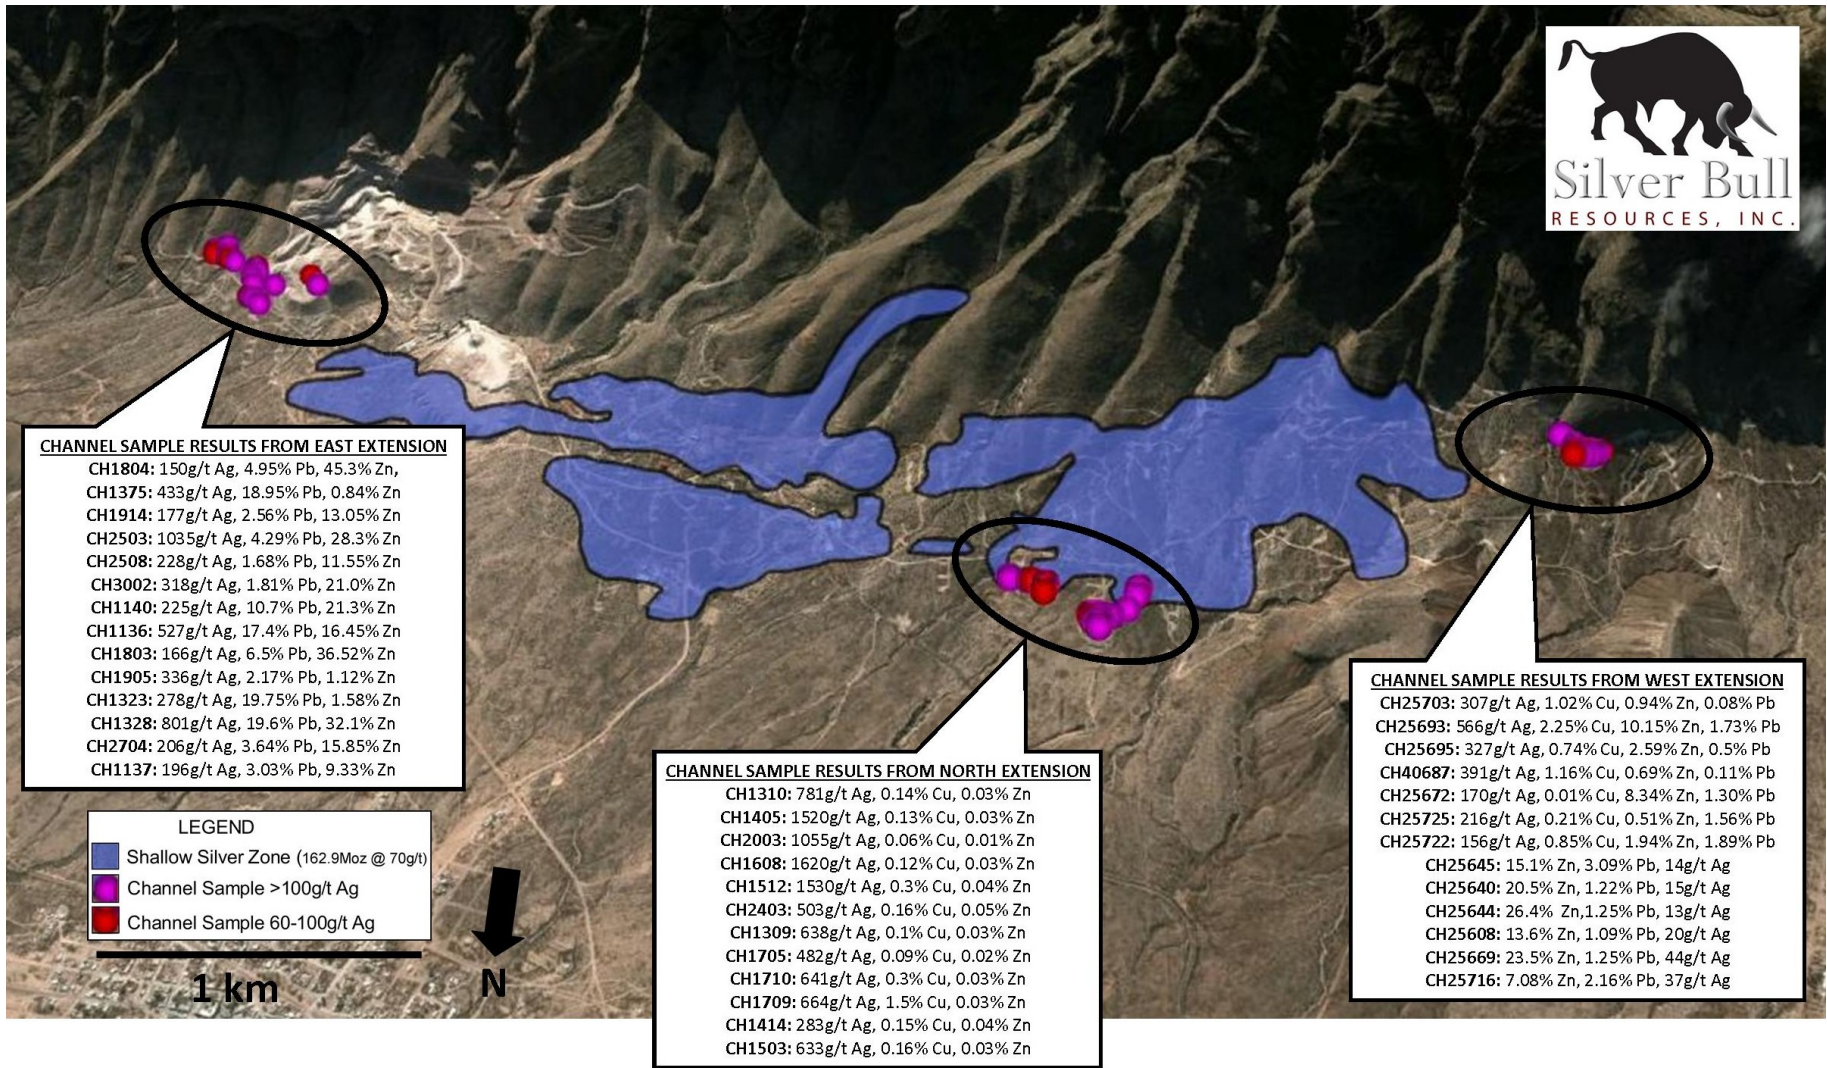 Silver Bull
RESOURCES, INC.
CHANNEL SAMPLE RESULTS FROM EAST EXTENSION
CH1804: 150g/t Ag, 4.95% Pb, 45.3% Zn,
CH1375: 433g/t Ag, 18.95% Pb, 0.84% Zn
CH1914: 177g/t Ag, 2.56% Pb, 13.05% Zn
CH2503: 1035g/t Ag, 4.29% Pb, 28.3% Zn
CH2508: 228g/t Ag, 1.68% Pb, 11.55% Zn
CH3002: 318g/t Ag, 1.81% Pb, 21.0% Zn
CH1140: 225g/t Ag, 10.7% Pb, 21.3% Zn
CH1136: 527g/t Ag, 17.4% Pb, 16.45% Zn
CH1803: 166g/t Ag, 6.5% Pb, 36.52% Zn
CH1905: 336g/t Ag, 2.17% Pb, 1.12% Zn
CH1323: 278g/t Ag, 19.75% Pb, 1.58% Zn
CH1328: 801g/t Ag, 19.6% Pb, 32.1% Zn
CH2704: 206g/t Ag, 3.64% Pb, 15.85% Zn
CH1137: 196g/t Ag, 3.03% Pb, 9.33% Zn
LEGEND
Shallow Silver Zone (162.9Moz @ 70g/t)
Channel Sample >100g/t Ag
Channel Sample 60-100g/t Ag
1 km
N
CHANNEL SAMPLE RESULTS FROM NORTH EXTENSION
CH1310: 781g/t Ag, 0.14% Cu, 0.03% Zn
CH1405: 1520g/t Ag, 0.13% Cu, 0.03% Zn
CH2003: 1055g/t Ag, 0.06% Cu, 0.01% Zn
CH1608: 1620g/t Ag, 0.12% Cu, 0.03% Zn
CH1512: 1530g/t Ag, 0.3% Cu, 0.04% Zn
CH2403: 503g/t Ag, 0.16% Cu, 0.05% Zn
CH1309: 638g/t Ag, 0.1% Cu, 0.03% Zn
CH1705: 482g/t Ag, 0.09% Cu, 0.02% Zn
CH1710: 641g/t Ag, 0.3% Cu, 0.03% Zn
CH1709: 664g/t Ag, 1.5% Cu, 0.03% Zn
CH1414: 283g/t Ag, 0.15% Cu, 0.04% Zn
CH1503: 633g/t Ag, 0.16% Cu, 0.03% Zn
CHANNEL SAMPLE RESULTS FROM WEST EXTENSION
CH25703: 307g/t Ag, 1.02% Cu, 0.94% Zn, 0.08% Pb
CH25693: 566g/t Ag, 2.25% Cu, 10.15% Zn, 1.73% Pb
CH25695: 327g/t Ag, 0.74% Cu, 2.59% Zn, 0.5% Pb
CH40687: 391g/t Ag, 1.16% Cu, 0.69% Zn, 0.11% Pb
CH25672: 170g/t Ag, 0.01% Cu, 8.34% Zn, 1.30% Pb
CH25725: 216g/t Ag, 0.21% Cu, 0.51% Zn, 1.56% Pb
CH25722: 156g/t Ag, 0.85% Cu, 1.94% Zn, 1.89% Pb
CH25645: 15.1% Zn, 3.09% Pb, 14g/t Ag
CH25640: 20.5% Zn, 1.22% Pb, 15g/t Ag
CH25644: 26.4% Zn,1.25% Pb, 13g/t Ag
CH25608: 13.6% Zn, 1.09% Pb, 20g/t Ag
CH25669: 23.5% Zn, 1.25% Pb, 44g/t Ag
CH25716: 7.08% Zn, 2.16% Pb, 37g/t Ag